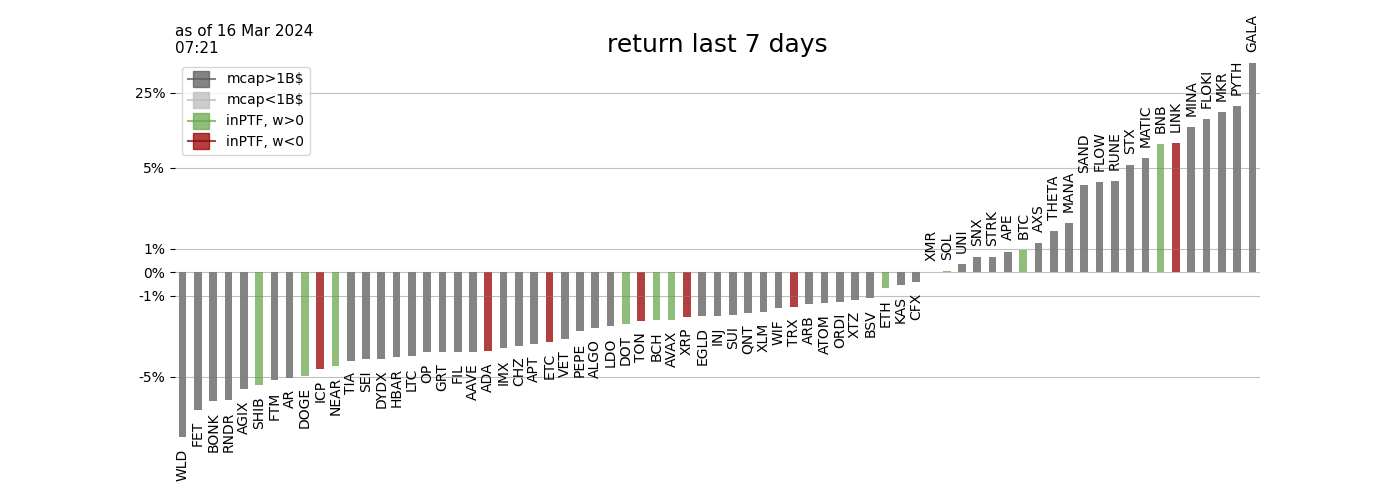 as of 16 Mar 2024
07:21
return last 7 days
mcap>1B$
mcap<1B$
inPTF, w>0
inPTF, w<0
25%
5%
1%
0%
-1%
-5%
WLD
FET
BONK
RNDR
AGIX
SHIB
FTM
AR
DOGE
ICP
NEAR
TIA
SEI
DYDX
HBAR
LTC
OP
GRT
FIL
AAVE
ADA
IMX
CHZ
APT
ETC
VET
PEPE
ALGO
LDO
DOT
TON
BCH
AVAX
XRP
EGLD
INJ
SUI
QNT
XLM
WIF
TRX
ARB
ATOM
ORDI
XTZ
BSV
ETH
KAS
CFX
XMR
SOL
UNI
SNX
STRK
APE
BTC
AXS
THETA
MANA
SAND
FLOW
RUNE
STX
MATIC
BNB
LINK
MINA
FLOKI
MKR
PYTH
GALA